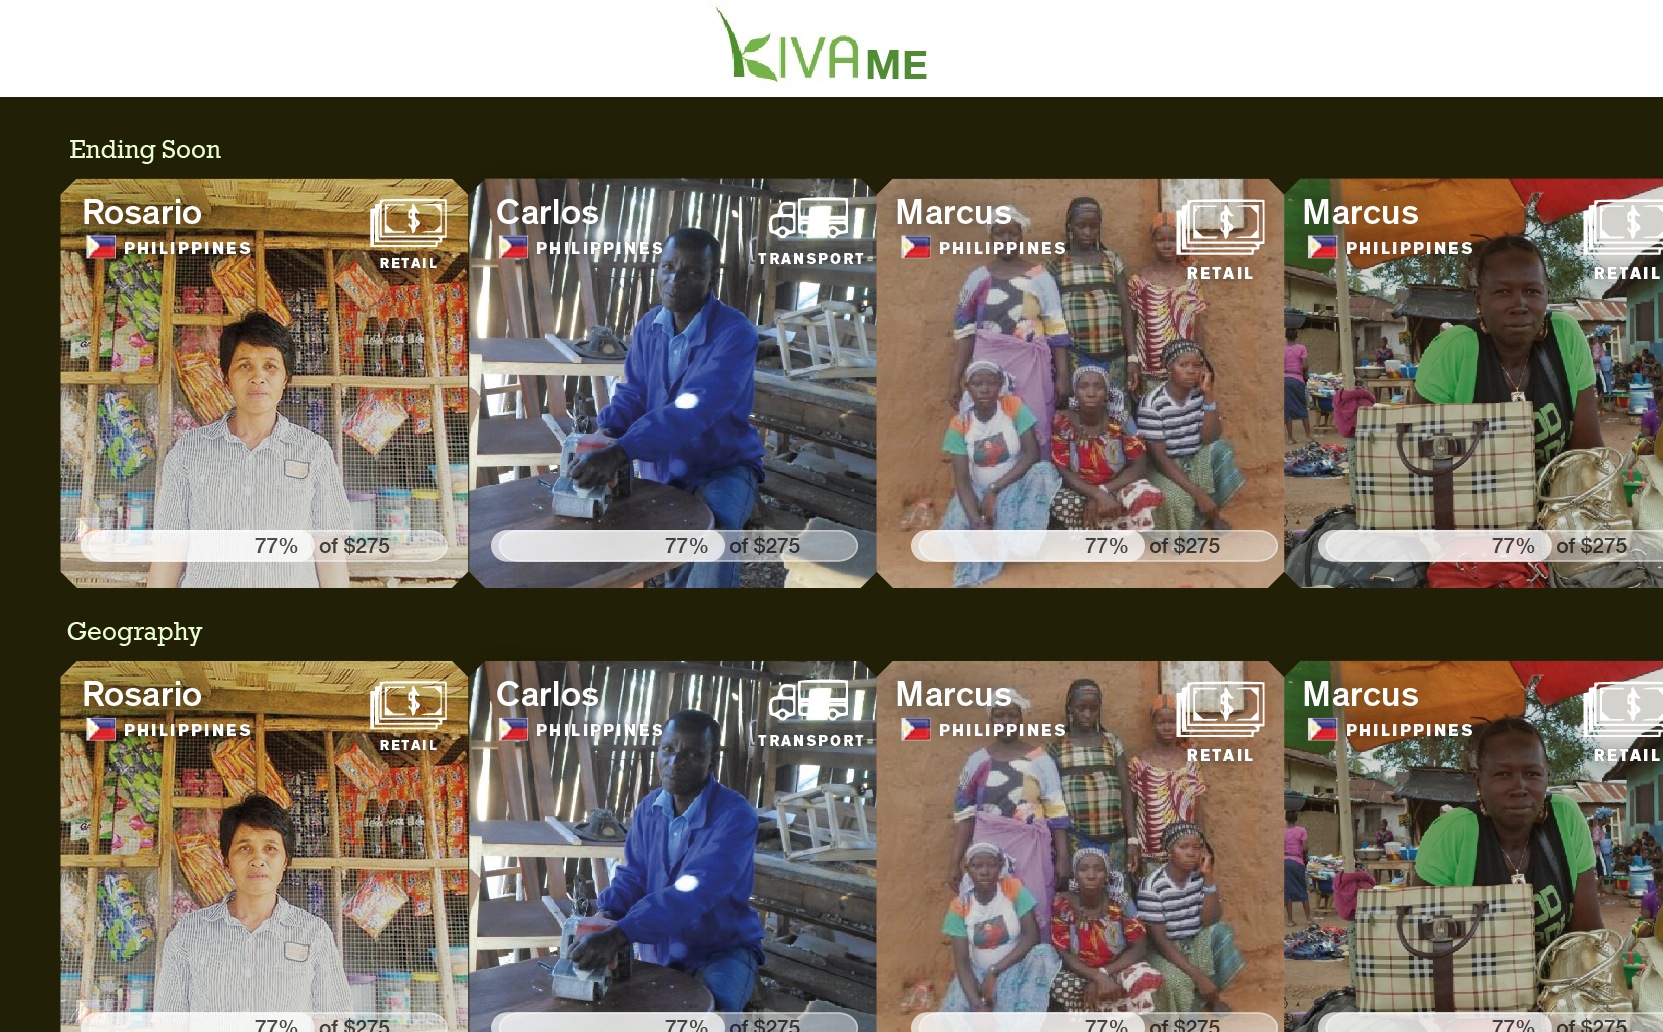 KIVA ME
Ending Soon
Rosario
PHILIPPINES
RETAIL
77% of $275
Carlos
PHILIPPINES
TRANSPORT
77% of $275
Marcus
PHILIPPINES
RETAIL
77% of $275
Marcus
PHILIPPINES
RETAIL
77% of $275
Geography
Rosario
PHILIPPINES
RETAIL
77% of $275
Carlos
PHILIPPINES
TRANSPORT
77% of $275
Marcus
PHILIPPINES
RETAIL
77% of $275
Marcus
PHILIPPINES
RETAIL
77% of $275